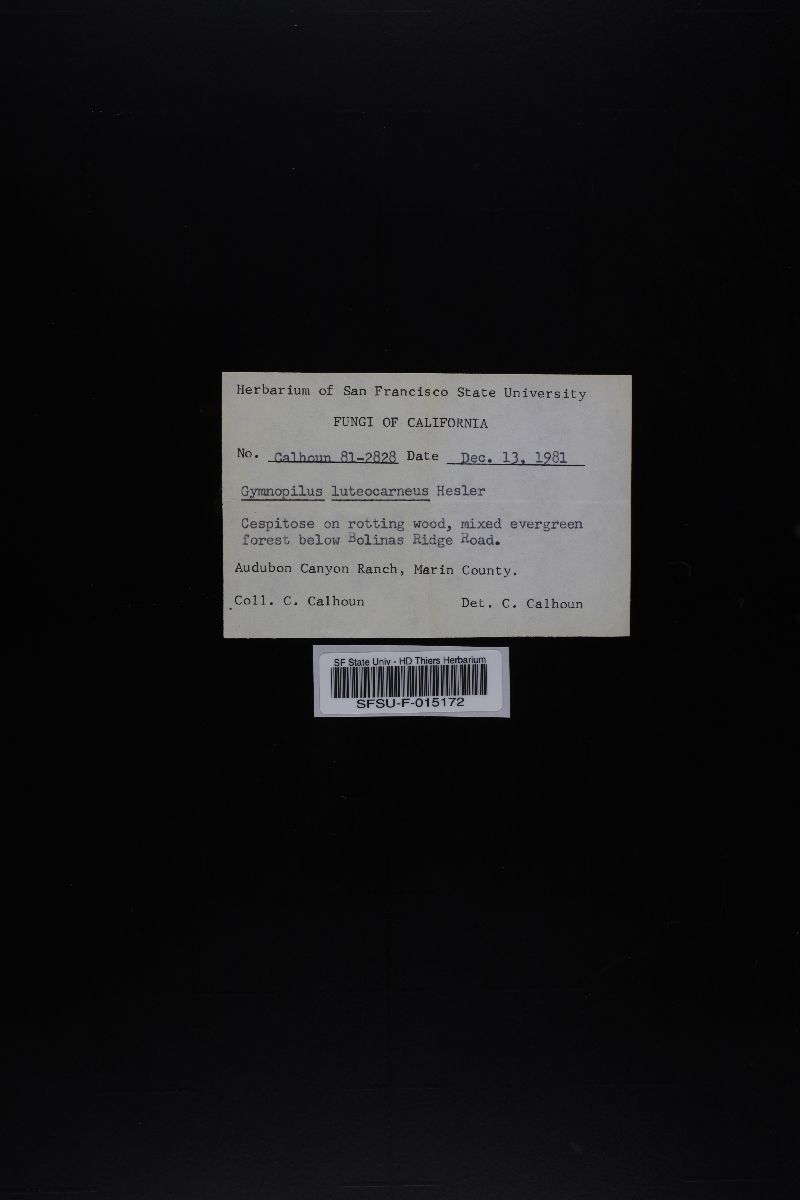 Herbarium of San Francisco State University
FUNGI OF CALIFORNIA
No. Calhoun 81-2828 Date Dec. 13, 1981
Gymnopilus luteocarneus Hesler
Cespitose on rotting wood, mixed evergreen
forest below Bolinas Ridge Road.
Audubon Canyon Ranch, Marin County.
Coll. C. Calhoun Det. C. Calhoun
SF State Univ - HD Thiers Herbarium
SFSU-F-015172